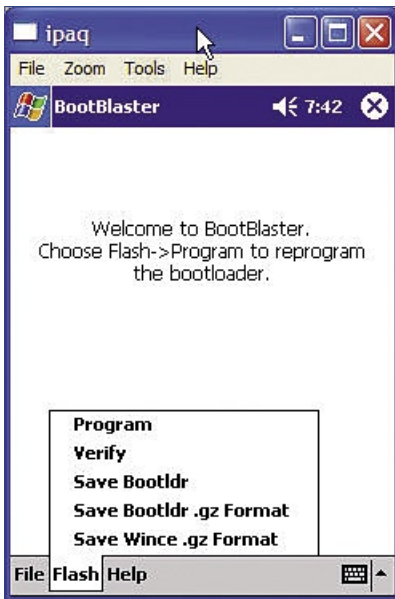 ipaq
File Zoom Tools Help
BootBlaster 7:42
Welcome to BootBlaster.
Choose Flash->Program to reprogram
the bootloader.
Program
Verify
Save Bootldr
Save Bootldr .gz Format
Save Wince .gz Format
File Flash Help